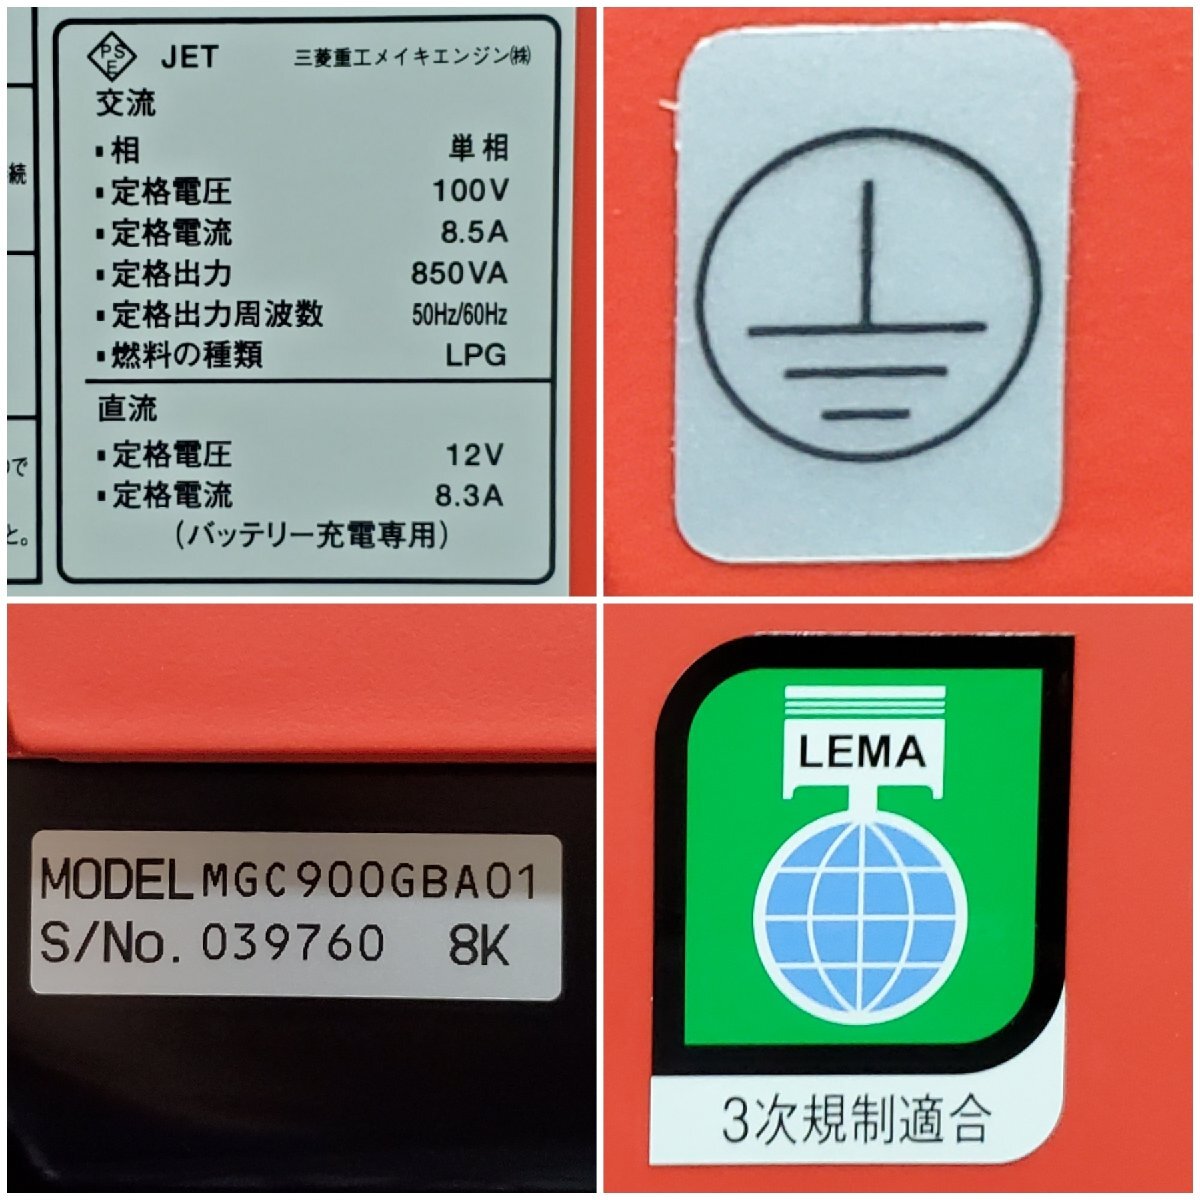 PSE JET 三菱重工メイキエンジン㈱
交流
▪相 単相
▪定格電圧 100V
▪定格電流 8.5A
▪定格出力 850VA
▪定格出力周波数 50Hz/60Hz
▪燃料の種類 LPG
直流
▪定格電圧 12V
▪定格電流 8.3A
(バッテリー充電専用)
続
で
と。
MODEL MGC900GBA01
S/No. 039760 8K
LEMA
3次規制適合